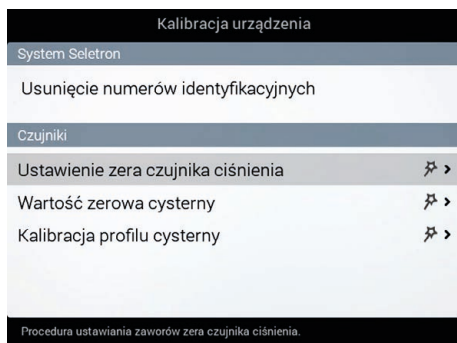 Kalibracja urządzenia
System Seletron
Usunięcie numerów identyfikacyjnych
Czujniki
Ustawienie zera czujnika ciśnienia
Wartość zerowa cysterny
Kalibracja profilu cysterny
Procedura ustawiania zaworów zera czujnika ciśnienia.